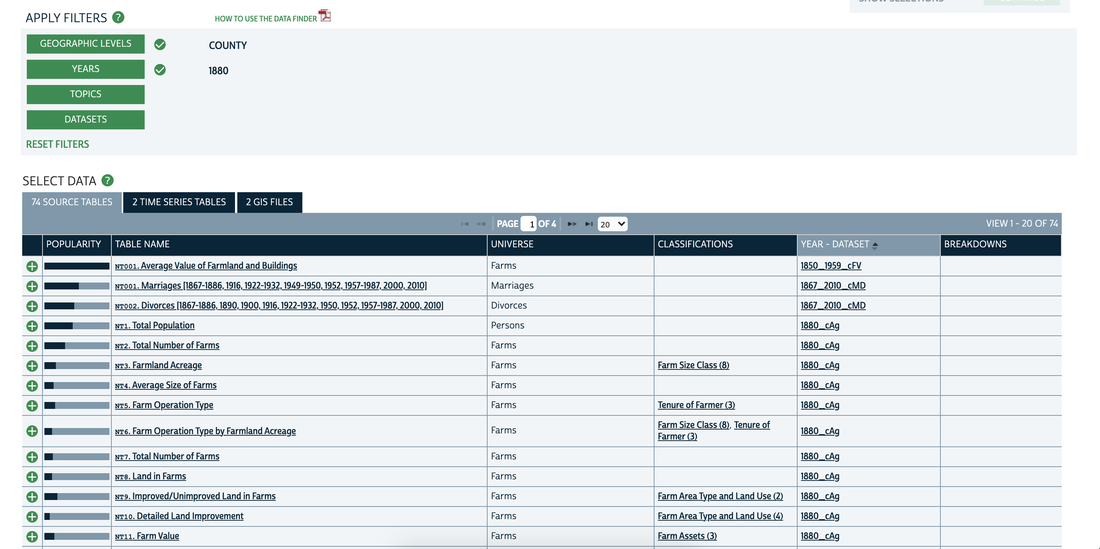 SHOW SELECTIONS
APPLY FILTERS ? HOW TO USE THE DATA FINDER
GEOGRAPHIC LEVELS COUNTY
YEARS 1880
TOPICS
DATASETS
RESET FILTERS
SELECT DATA ?
74 SOURCE TABLES 2 TIME SERIES TABLES 2 GIS FILES
PAGE 1 OF 4 20 VIEW 1 - 20 OF 74
POPULARITY TABLE NAME UNIVERSE CLASSIFICATIONS YEAR - DATASET BREAKDOWNS
NT001. Average Value of Farmland and Buildings Farms 1850_1959_cFV
NT001. Marriages [1867-1886, 1916, 1922-1932, 1949-1950, 1952, 1957-1987, 2000, 2010] Marriages 1867_2010_cMD
NT002. Divorces [1867-1886, 1890, 1900, 1916, 1922-1932, 1950, 1952, 1957-1987, 2000, 2010] Divorces 1867_2010_cMD
NT1. Total Population Persons 1880_cAg
NT2. Total Number of Farms Farms 1880_cAg
NT3. Farmland Acreage Farms Farm Size Class (8) 1880_cAg
NT4. Average Size of Farms Farms 1880_cAg
NT5. Farm Operation Type Farms Tenure of Farmer (3) 1880_cAg
NT6. Farm Operation Type by Farmland Acreage Farms Farm Size Class (8), Tenure of
Farmer (3) 1880_cAg
NT7. Total Number of Farms Farms 1880_cAg
NT8. Land in Farms Farms 1880_cAg
NT9. Improved/Unimproved Land in Farms Farms Farm Area Type and Land Use (2) 1880_cAg
NT10. Detailed Land Improvement Farms Farm Area Type and Land Use (4) 1880_cAg
NT11. Farm Value Farms Farm Assets (3) 1880_cAg